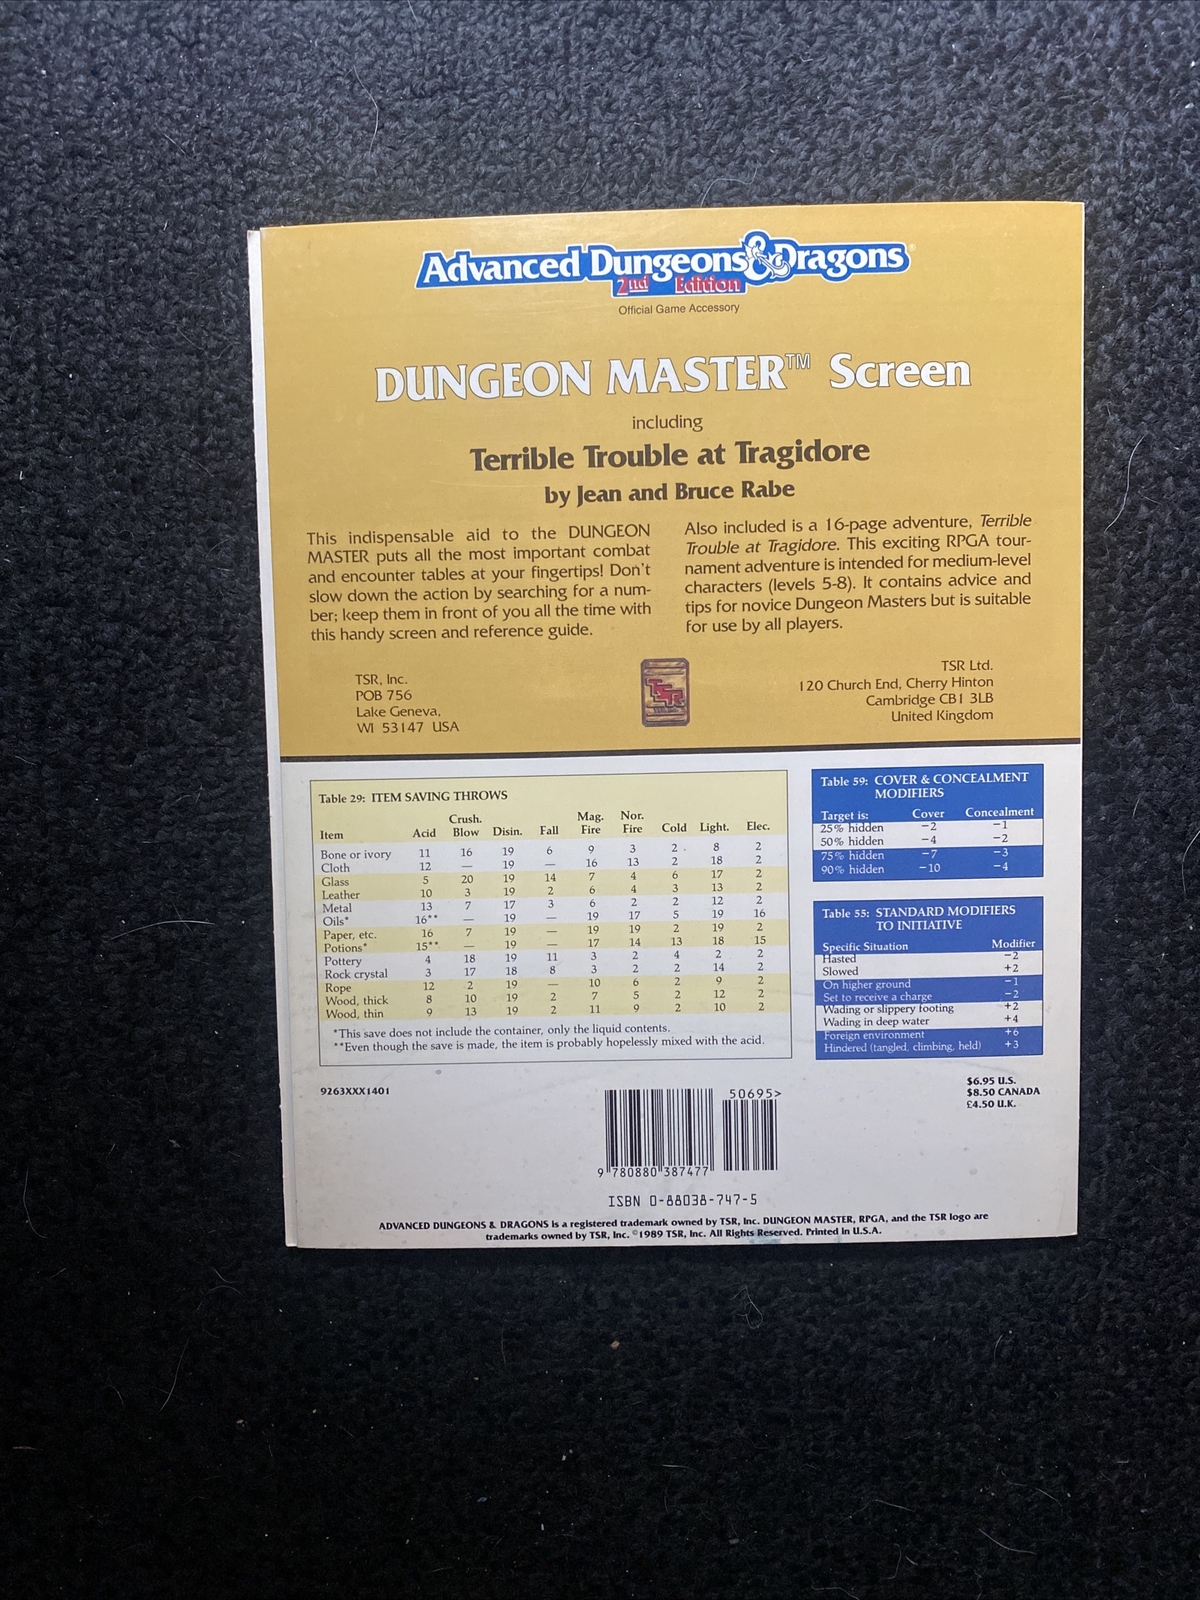 Advanced Dungeons & Dragons®
2nd Edition
Official Game Accessory
DUNGEON MASTER™ Screen
including
Terrible Trouble at Tragidore
by Jean and Bruce Rabe
This indispensable aid to the DUNGEON
MASTER puts all the most important combat
and encounter tables at your fingertips! Don't
slow down the action by searching for a num-
ber; keep them in front of you all the time with
this handy screen and reference guide.
Also included is a 16-page adventure, Terrible
Trouble at Tragidore. This exciting RPGA tour-
nament adventure is intended for medium-level
characters (levels 5-8). It contains advice and
tips for novice Dungeon Masters but is suitable
for use by all players.
TSR, Inc.
POB 756
Lake Geneva,
WI 53147 USA
TSR
TSR Ltd.
120 Church End, Cherry Hinton
Cambridge CB1 3LB
United Kingdom
Table 29: ITEM SAVING THROWS
Item Acid Crush. Blow Disin. Fall Mag. Fire Nor. Fire Cold Light. Elec.
Bone or ivory 11 16 19 6 9 3 2 8 2
Cloth 12 — 19 — 16 13 2 18 2
Glass 5 20 19 14 7 4 6 17 2
Leather 10 3 19 2 6 4 3 13 2
Metal 13 7 17 3 6 2 2 12 2
Oils* 16** — 19 — 19 17 5 19 16
Paper, etc. 16 7 19 — 19 19 2 19 2
Potions* 15** — 19 — 17 14 13 18 15
Pottery 4 18 19 11 3 2 4 2 2
Rock crystal 3 17 18 8 3 2 2 14 2
Rope 12 2 19 — 10 6 2 9 2
Wood, thick 8 10 19 2 7 5 2 12 2
Wood, thin 9 13 19 2 11 9 2 10 2
*This save does not include the container, only the liquid contents.
**Even though the save is made, the item is probably hopelessly mixed with the acid.
Table 59: COVER & CONCEALMENT
MODIFIERS
Target is: Cover Concealment
25% hidden −2 −1
50% hidden −4 −2
75% hidden −7 −3
90% hidden −10 −4
Table 55: STANDARD MODIFIERS
TO INITIATIVE
Specific Situation Modifier
Hasted −2
Slowed +2
On higher ground −1
Set to receive a charge −2
Wading or slippery footing +2
Wading in deep water +4
Foreign environment +6
Hindered (tangled, climbing, held) +3
9263XXX1401
50695>
9 780880 387477
$6.95 U.S.
$8.50 CANADA
£4.50 U.K.
ISBN 0-88038-747-5
ADVANCED DUNGEONS & DRAGONS is a registered trademark owned by TSR, Inc. DUNGEON MASTER, RPGA, and the TSR logo are
trademarks owned by TSR, Inc. ©1989 TSR, Inc. All Rights Reserved. Printed in U.S.A.